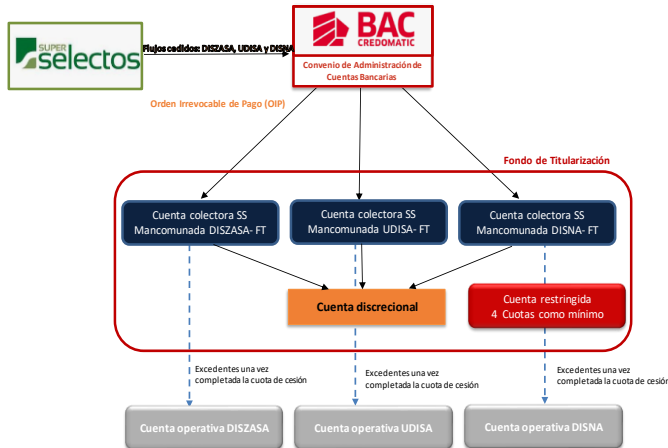 SUPER
selectos
Flujos cedidos: DISZASA, UDISA y DISNA
BAC
CREDOMATIC
Convenio de Administración de
Cuentas Bancarias
Orden Irrevocable de Pago (OIP)
Fondo de Titularización
Cuenta colectora SS
Mancomunada DISZASA- FT
Cuenta colectora SS
Mancomunada UDISA- FT
Cuenta colectora SS
Mancomunada DISNA- FT
Cuenta discrecional
Cuenta restringida
4 Cuotas como mínimo
Excedentes una vez
completada la cuota de cesión
Excedentes una vez
completada la cuota de cesión
Excedentes una vez
completada la cuota de cesión
Cuenta operativa DISZASA
Cuenta operativa UDISA
Cuenta operativa DISNA